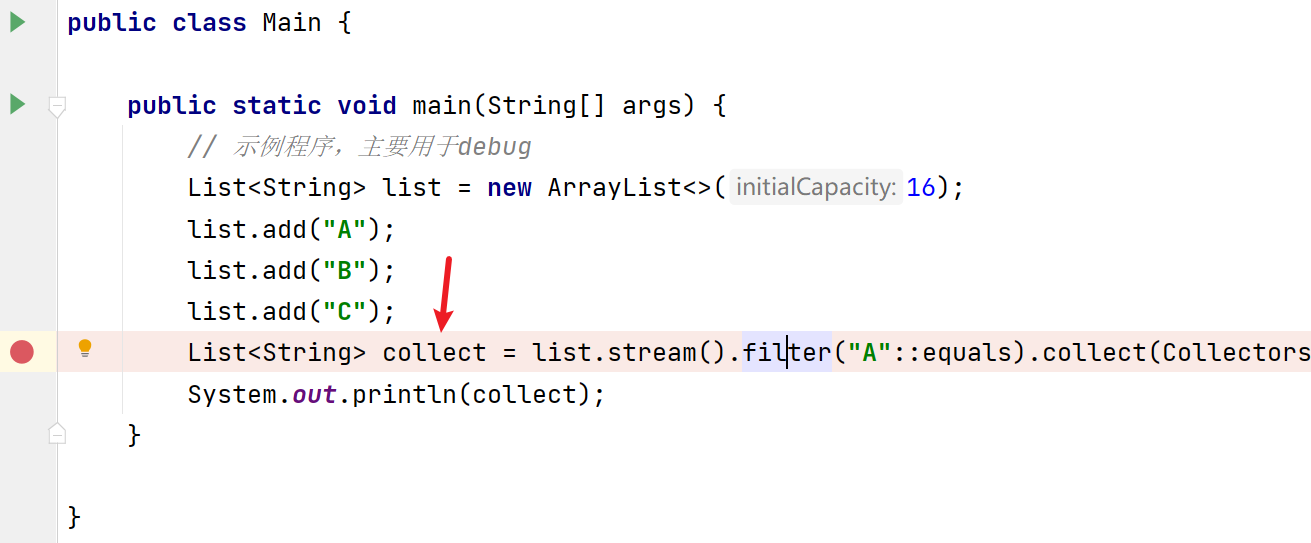 public class Main {
public static void main(String[] args) {
// 示例程序，主要用于debug
List<String> list = new ArrayList<>( initialCapacity: 16);
list.add("A");
list.add("B");
list.add("C");
List<String> collect = list.stream().filter("A"::equals).collect(Collectors
System.out.println(collect);
}
}